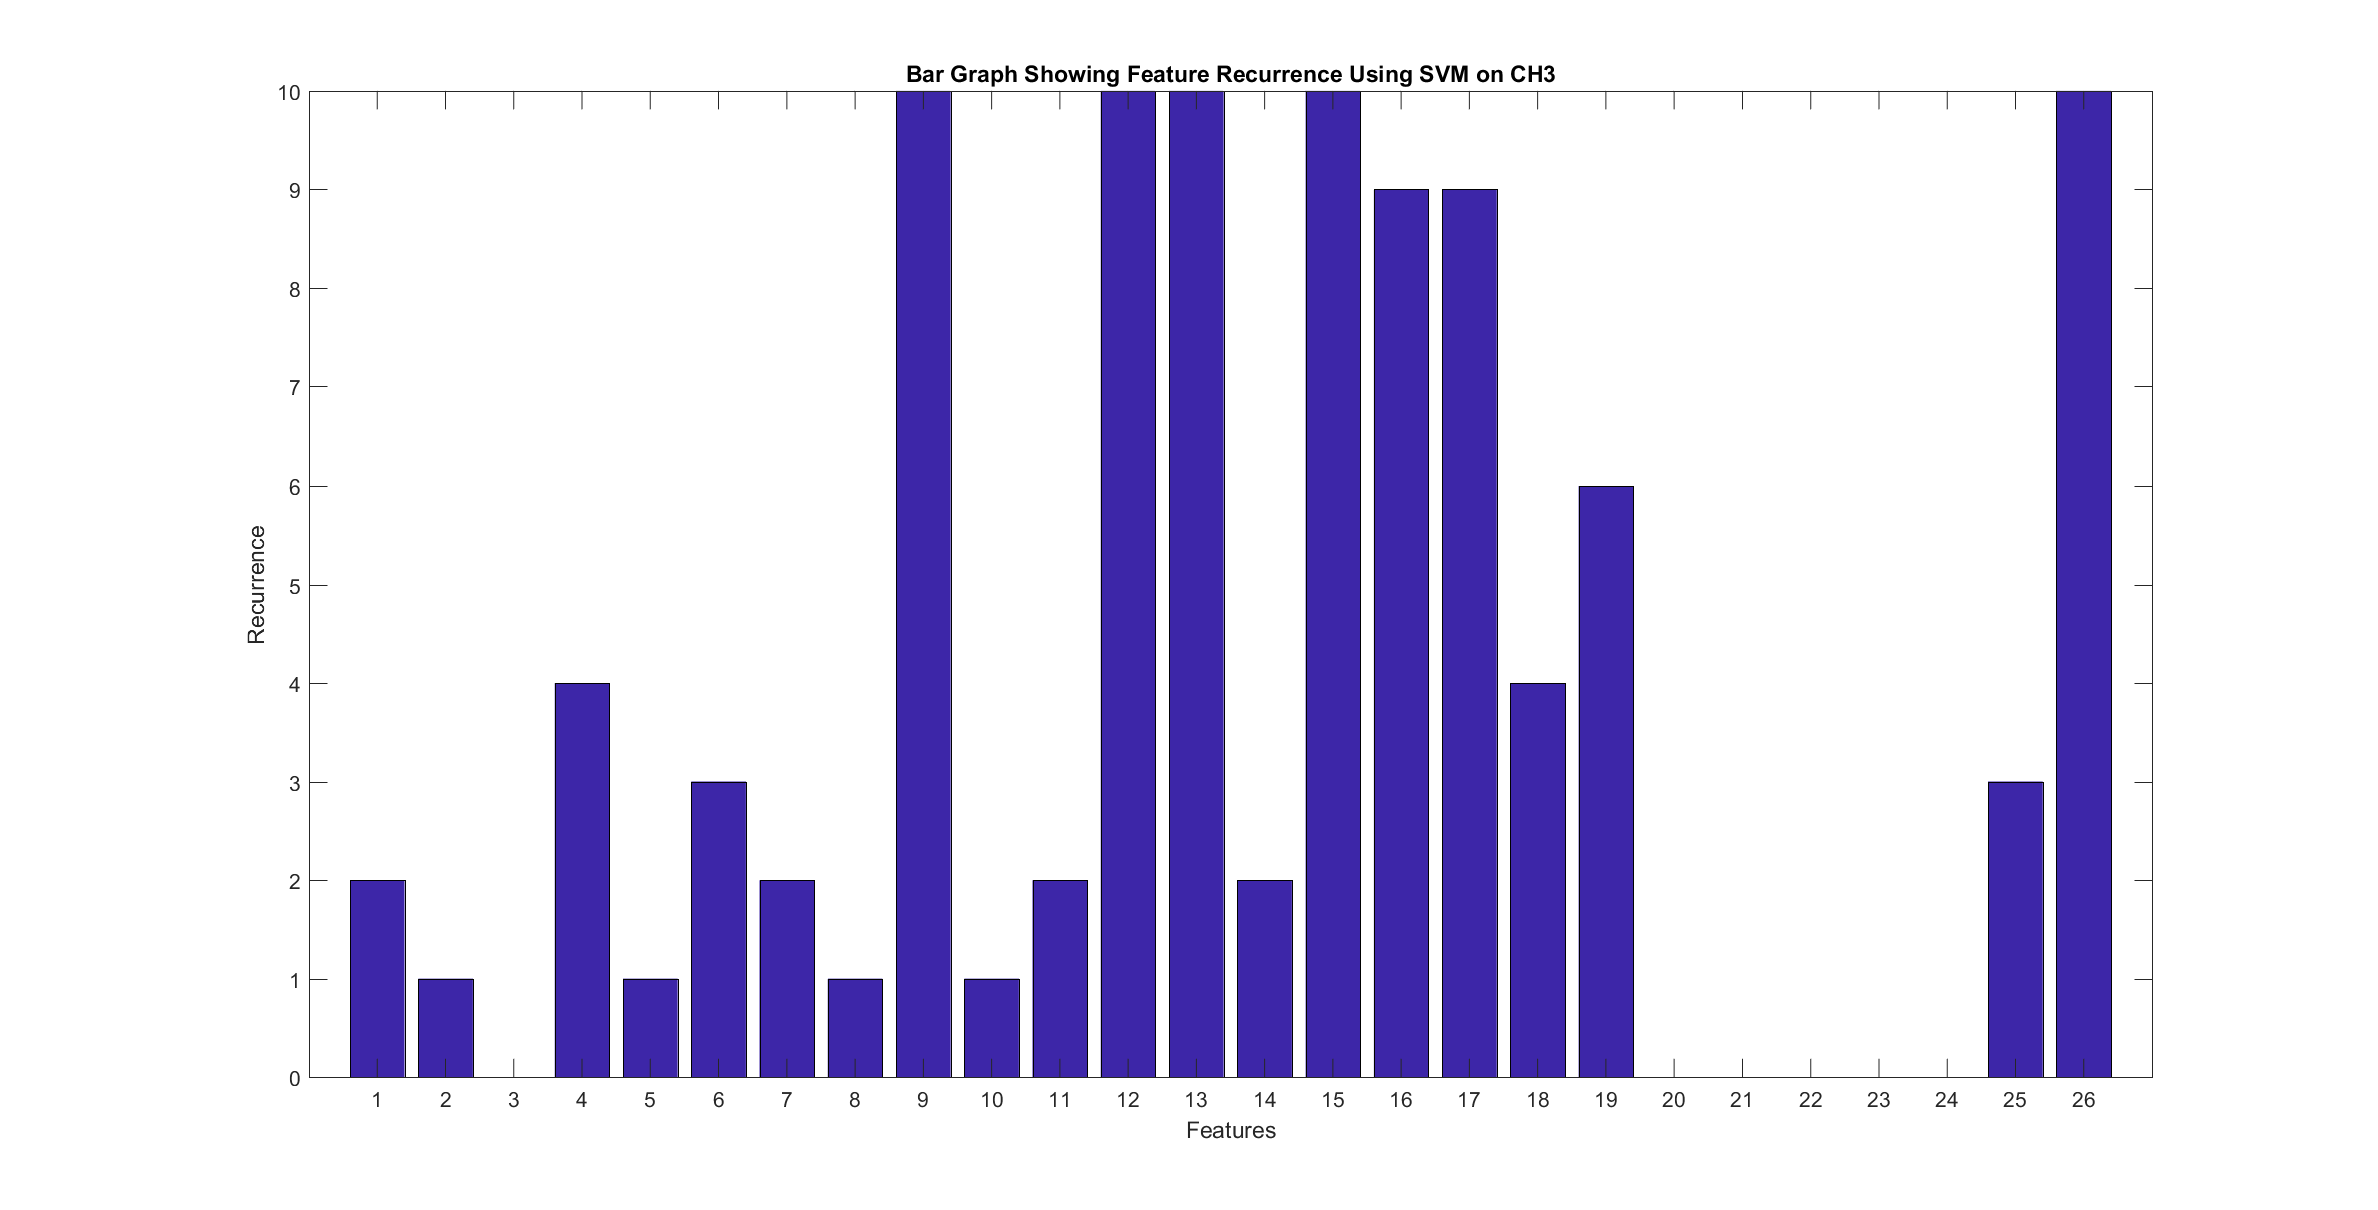 Bar Graph Showing Feature Recurrence Using SVM on CH3
10
9
8
7
6
5
4
3
2
1
0
Recurrence
1 2 3 4 5 6 7 8 9 10 11 12 13 14 15 16 17 18 19 20 21 22 23 24 25 26
Features